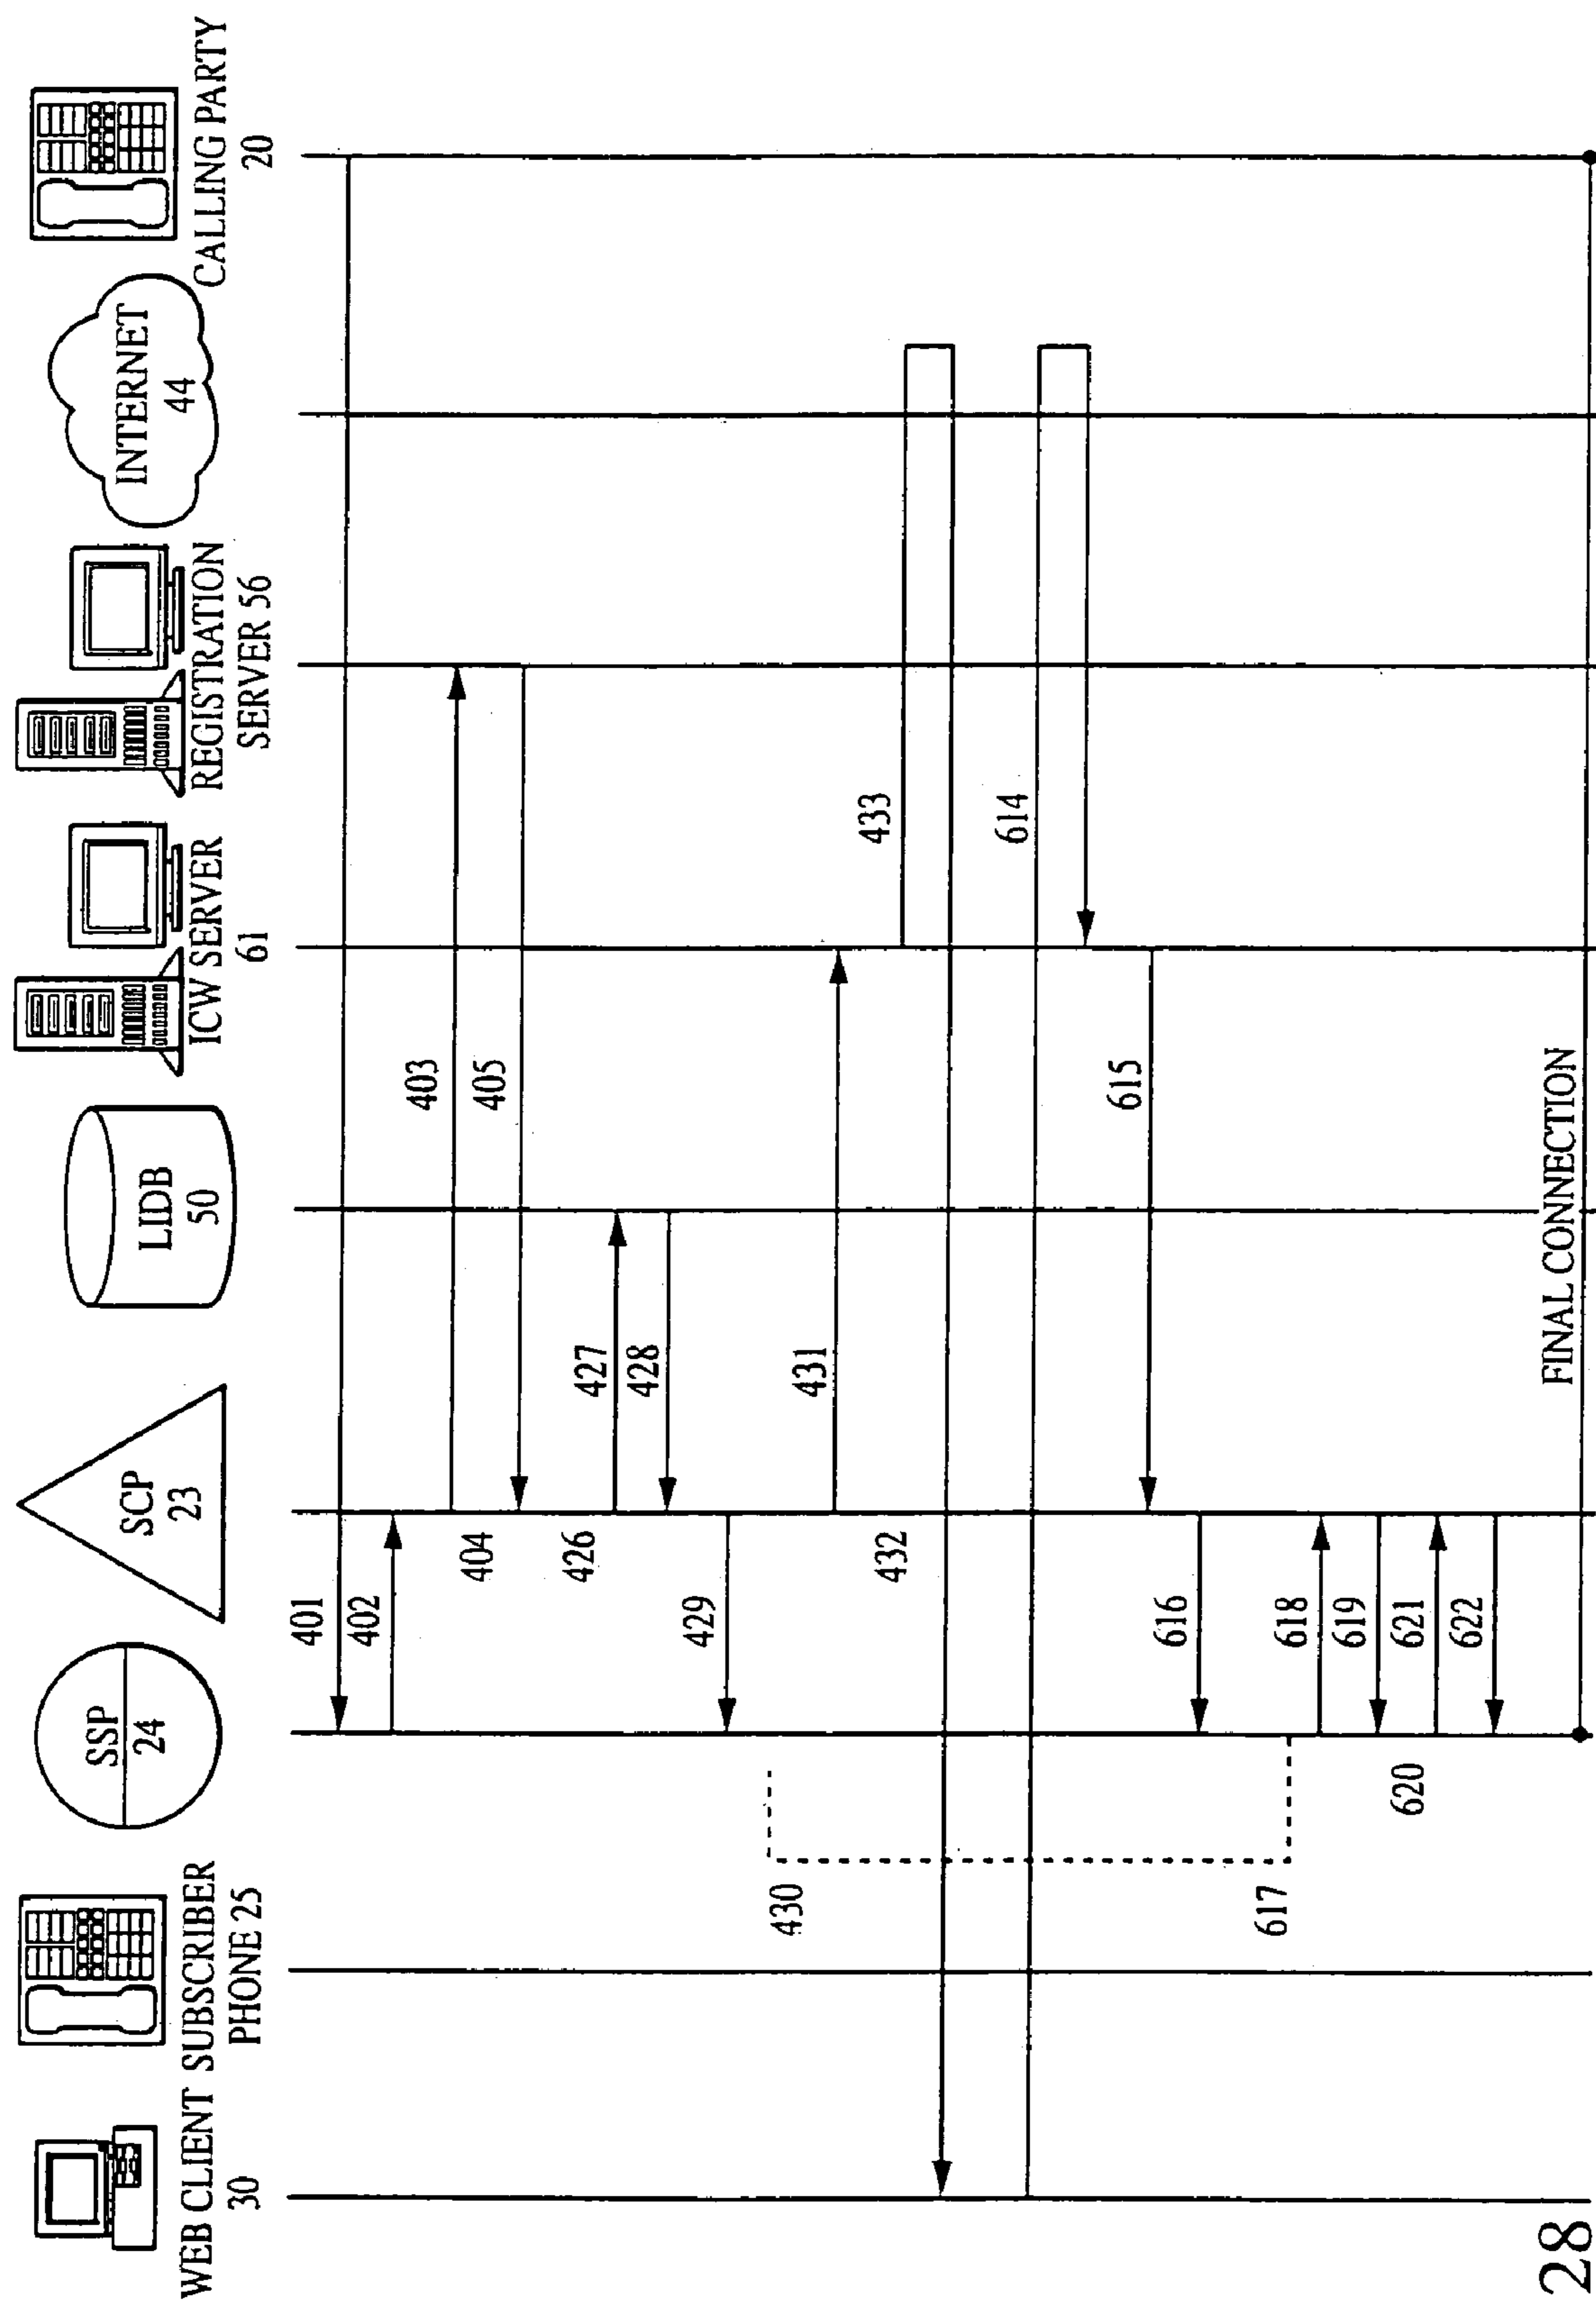 WEB CLIENT
30
SUBSCRIBER
PHONE 25
SSP
24
SCP
23
LIDB
50
ICW SERVER
61
REGISTRATION
SERVER 56
INTERNET
44
CALLING PARTY
20
401
402
403
404
405
426
427
428
429
430
431
432
433
614
615
616
617
618
619
620
621
622
FINAL CONNECTION
28